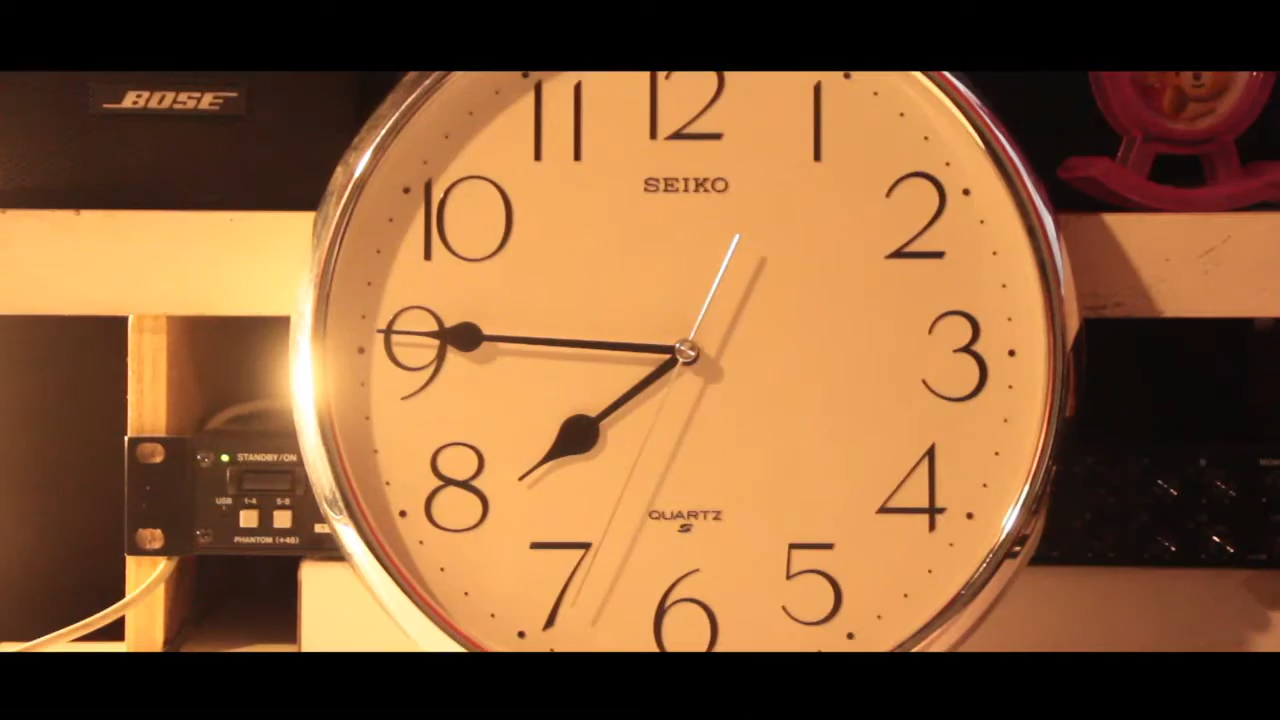 BOSE
12
11
1
SEIKO
10
2
9
3
8
4
STANDBY/ON
USB 1-4 5-8
PHANTOM (+48)
QUARTZ
S
7
5
6